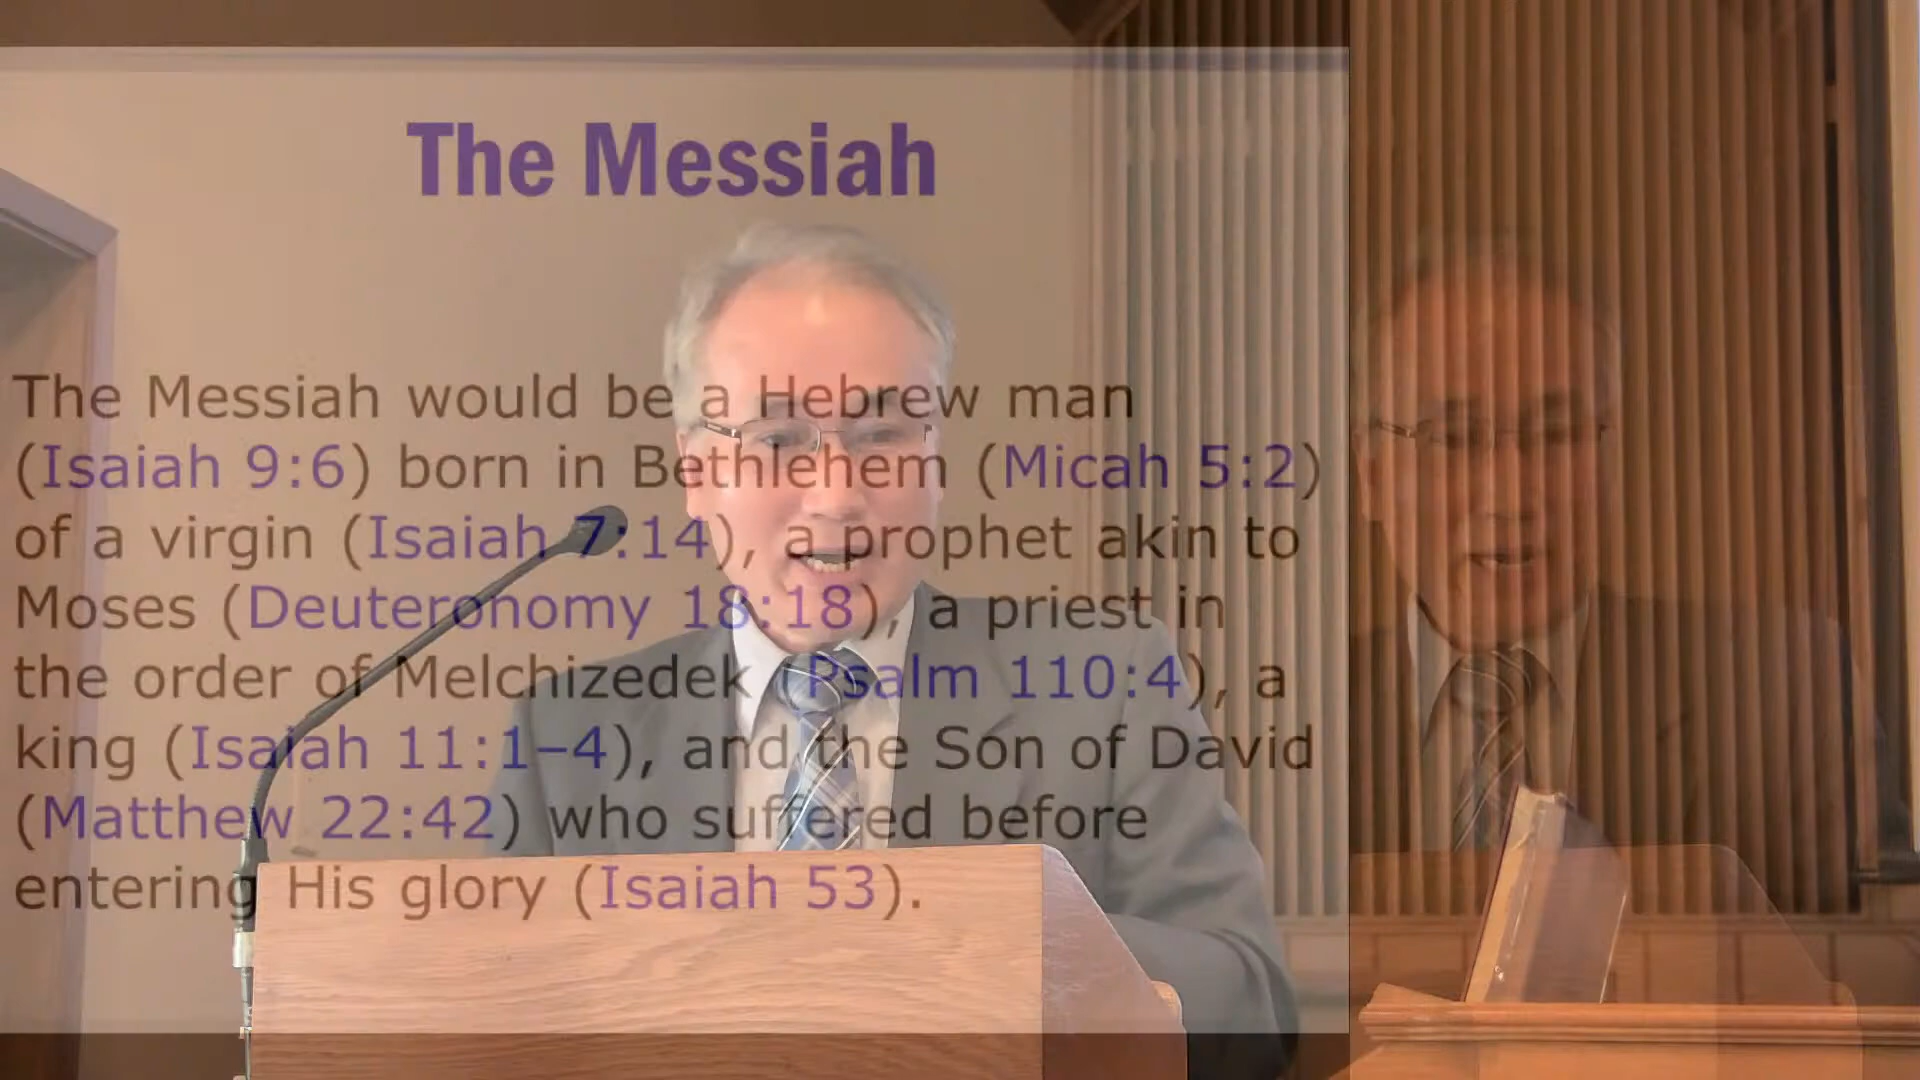 The Messiah
The Messiah would be a Hebrew man
(Isaiah 9:6) born in Bethlehem (Micah 5:2)
of a virgin (Isaiah 7:14), a prophet akin to
Moses (Deuteronomy 18:18), a priest in
the order of Melchizedek (Psalm 110:4), a
king (Isaiah 11:1–4), and the Son of David
(Matthew 22:42) who suffered before
entering His glory (Isaiah 53).